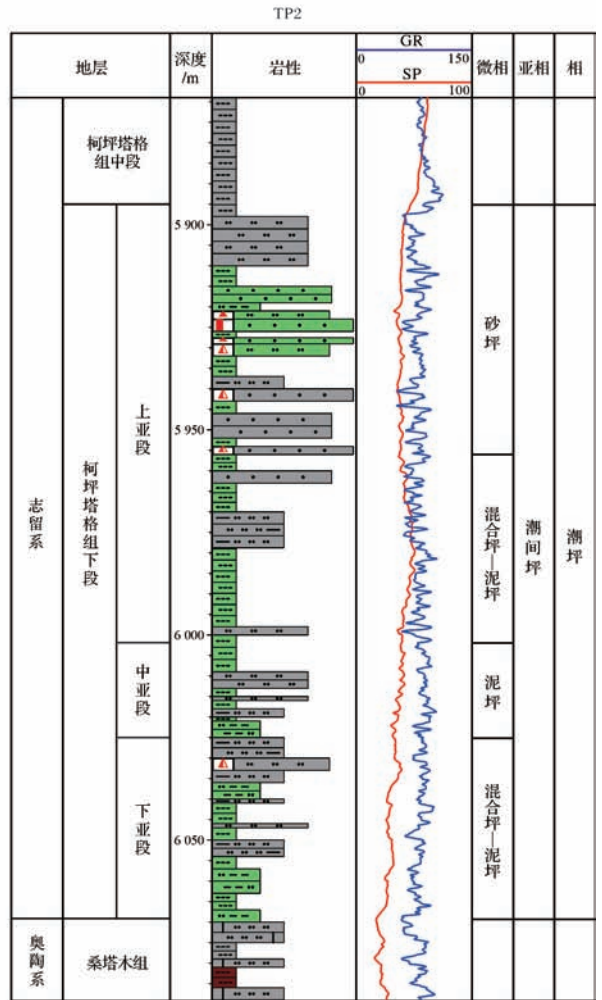 TP2
地层
深度
/m
岩性
GR
0 150
SP
0 100
微相
亚相
相
柯坪塔格
组中段
5 900
砂坪
上亚段
5 950
柯坪塔格组下段
志留系
混合坪—泥坪
潮间坪
潮坪
6 000
中亚段
泥坪
下亚段
混合坪—泥坪
6 050
奥陶系
桑塔木组